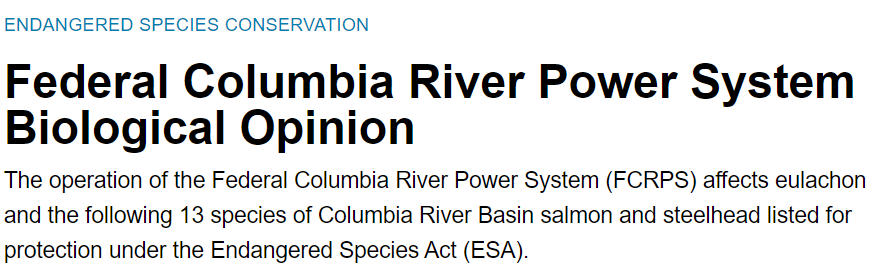 ENDANGERED SPECIES CONSERVATION
Federal Columbia River Power System
Biological Opinion
The operation of the Federal Columbia River Power System (FCRPS) affects eulachon
and the following 13 species of Columbia River Basin salmon and steelhead listed for
protection under the Endangered Species Act (ESA).